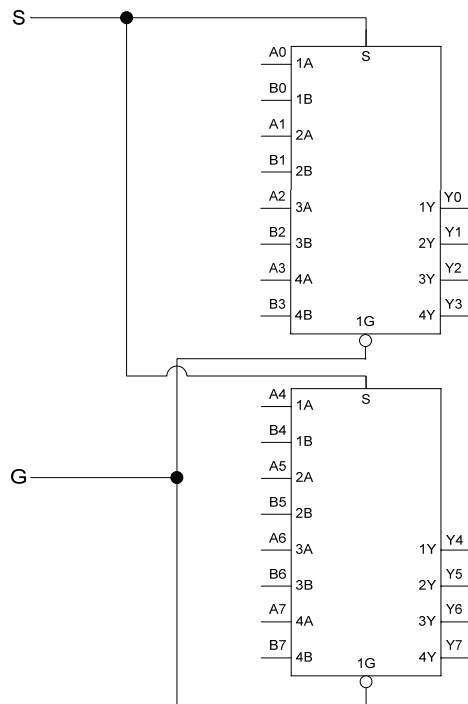 S
S
A0 1A
B0 1B
A1 2A
B1 2B
A2 3A 1Y Y0
B2 3B 2Y Y1
A3 4A 3Y Y2
B3 4B 4Y Y3
1G
S
A4 1A
B4 1B
G
A5 2A
B5 2B
A6 3A 1Y Y4
B6 3B 2Y Y5
A7 4A 3Y Y6
B7 4B 4Y Y7
1G